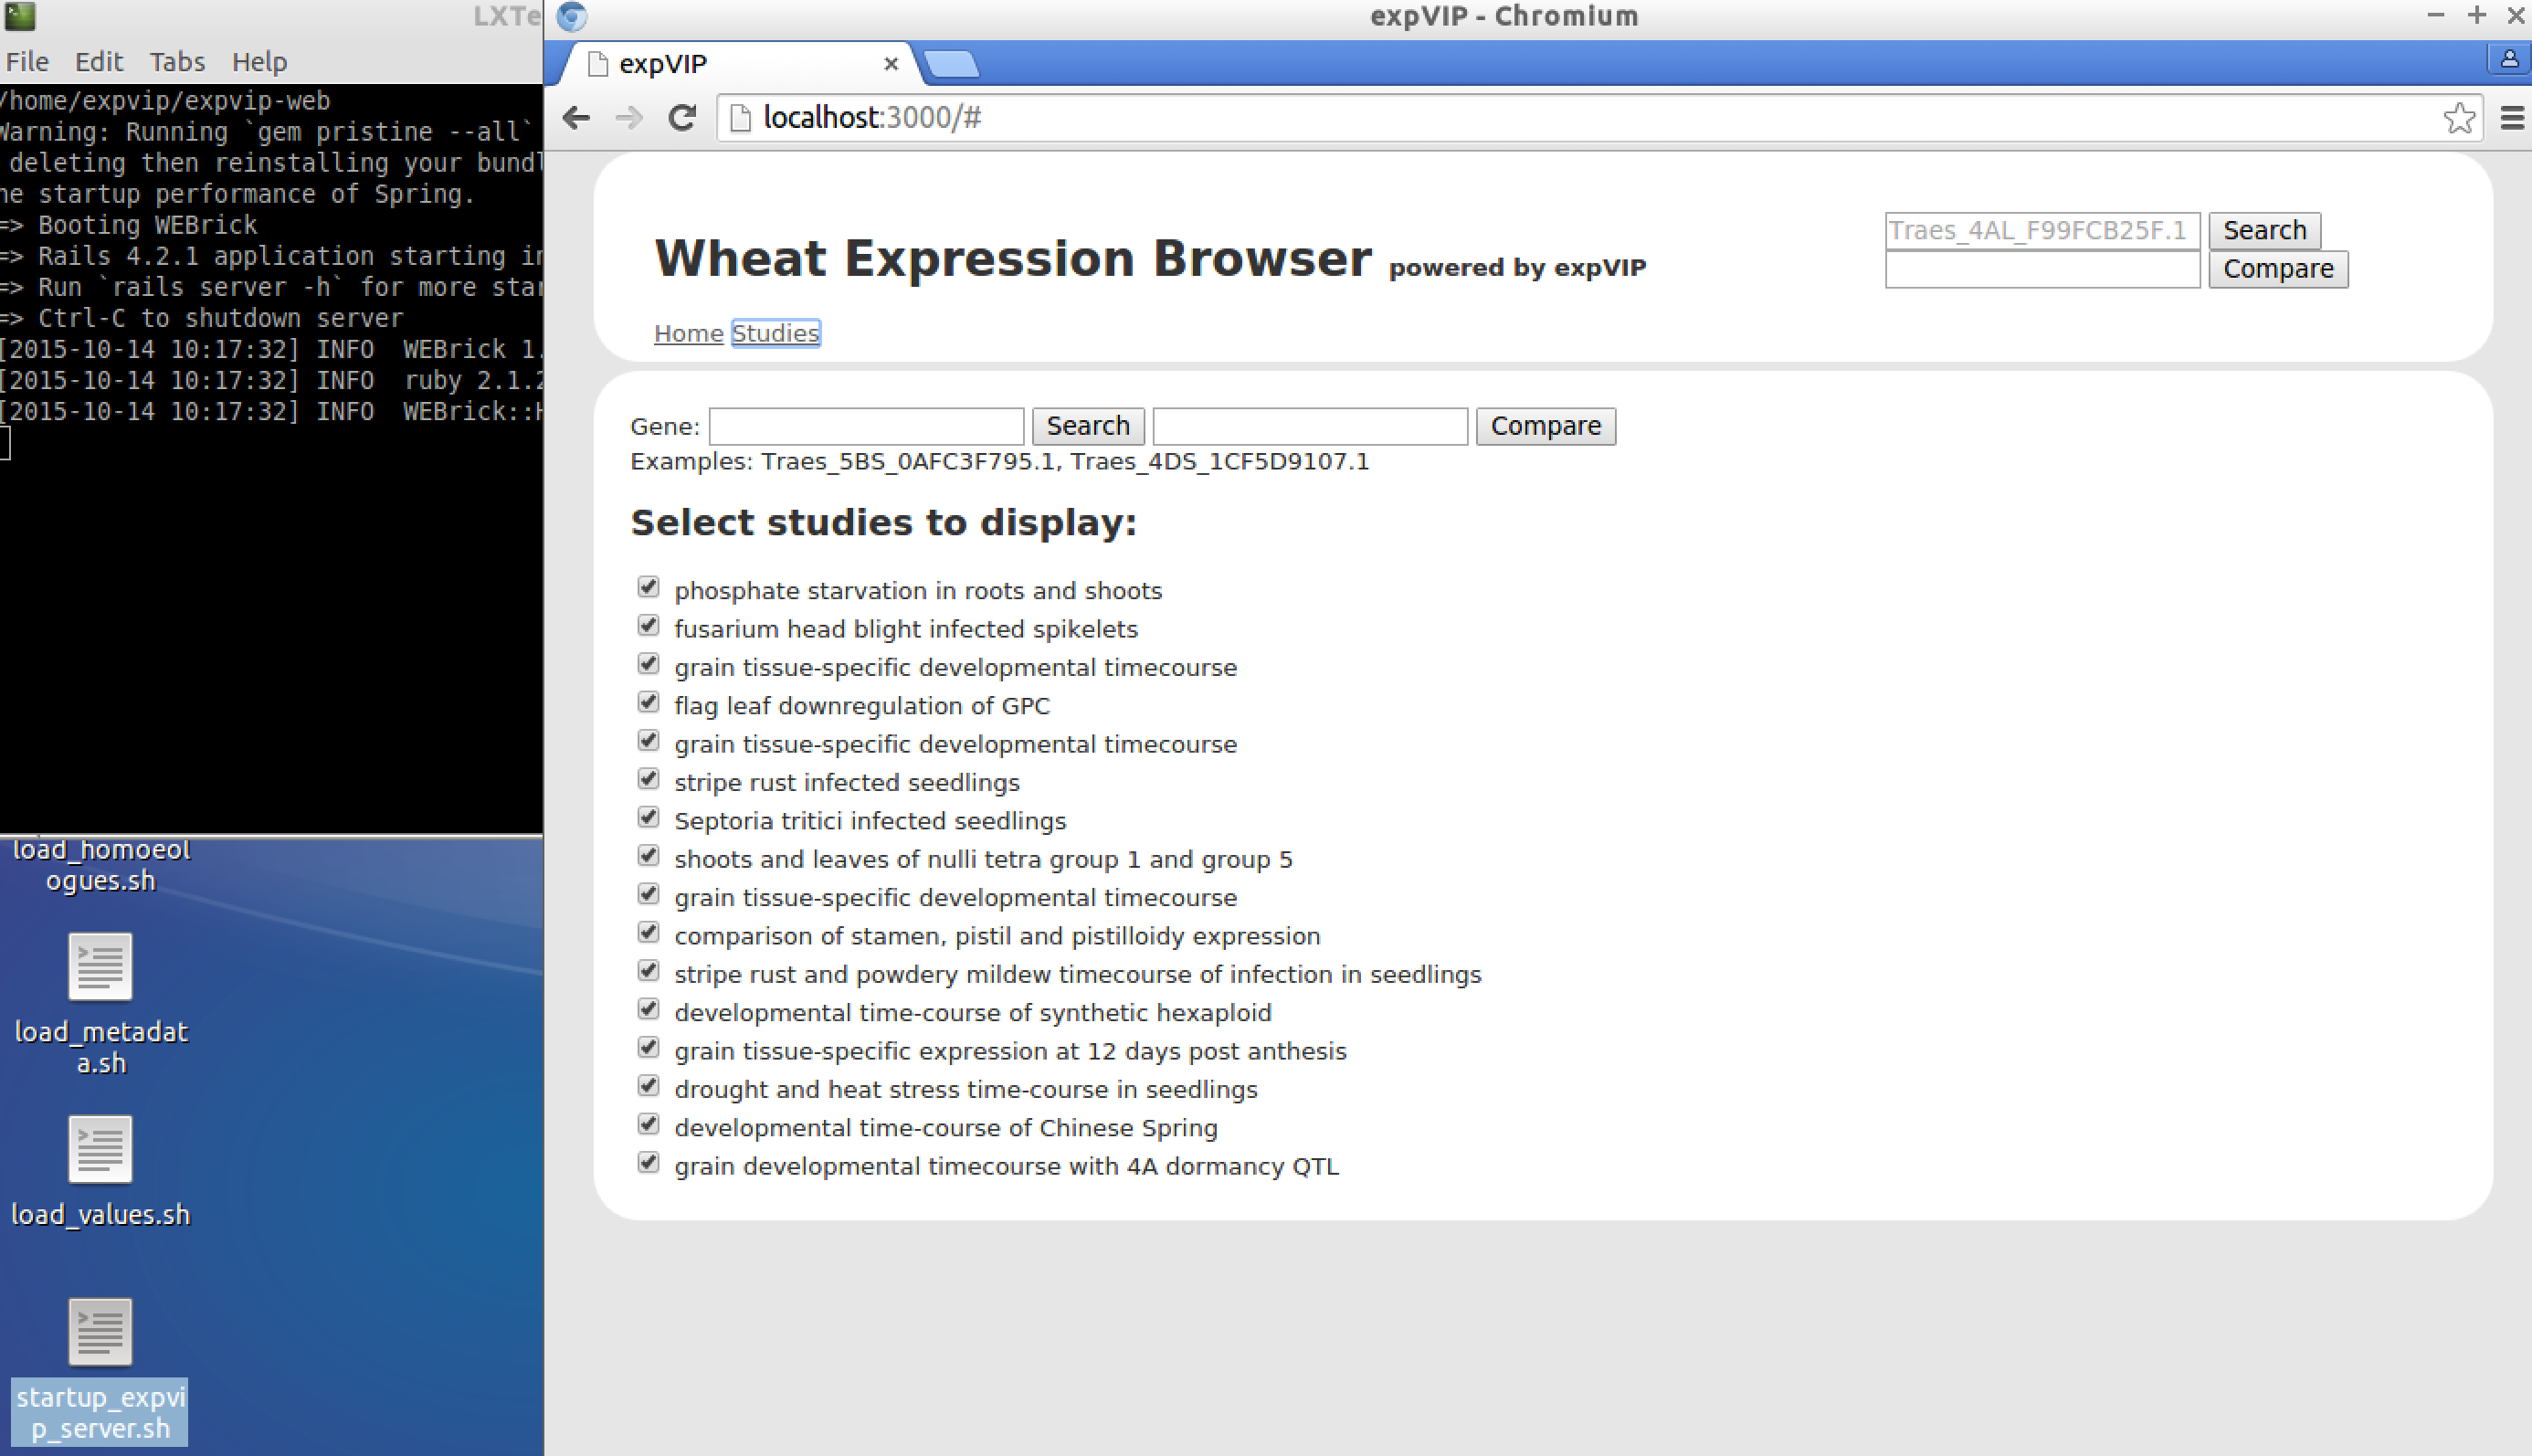 LXTe
File Edit Tabs Help
/home/expvip/expvip-web
Warning: Running `gem pristine --all`
deleting then reinstalling your bundl
he startup performance of Spring.
=> Booting WEBrick
=> Rails 4.2.1 application starting in
=> Run `rails server -h` for more star
=> Ctrl-C to shutdown server
[2015-10-14 10:17:32] INFO  WEBrick 1.
[2015-10-14 10:17:32] INFO  ruby 2.1.2
[2015-10-14 10:17:32] INFO  WEBrick::H
load_homoeol
ogues.sh
load_metadat
a.sh
load_values.sh
startup_expvi
p_server.sh
expVIP - Chromium
expVIP
localhost:3000/#
Wheat Expression Browser powered by expVIP
Traes_4AL_F99FCB25F.1 Search
Compare
Home Studies
Gene: Search Compare
Examples: Traes_5BS_0AFC3F795.1, Traes_4DS_1CF5D9107.1
Select studies to display:
phosphate starvation in roots and shoots
fusarium head blight infected spikelets
grain tissue-specific developmental timecourse
flag leaf downregulation of GPC
grain tissue-specific developmental timecourse
stripe rust infected seedlings
Septoria tritici infected seedlings
shoots and leaves of nulli tetra group 1 and group 5
grain tissue-specific developmental timecourse
comparison of stamen, pistil and pistilloidy expression
stripe rust and powdery mildew timecourse of infection in seedlings
developmental time-course of synthetic hexaploid
grain tissue-specific expression at 12 days post anthesis
drought and heat stress time-course in seedlings
developmental time-course of Chinese Spring
grain developmental timecourse with 4A dormancy QTL